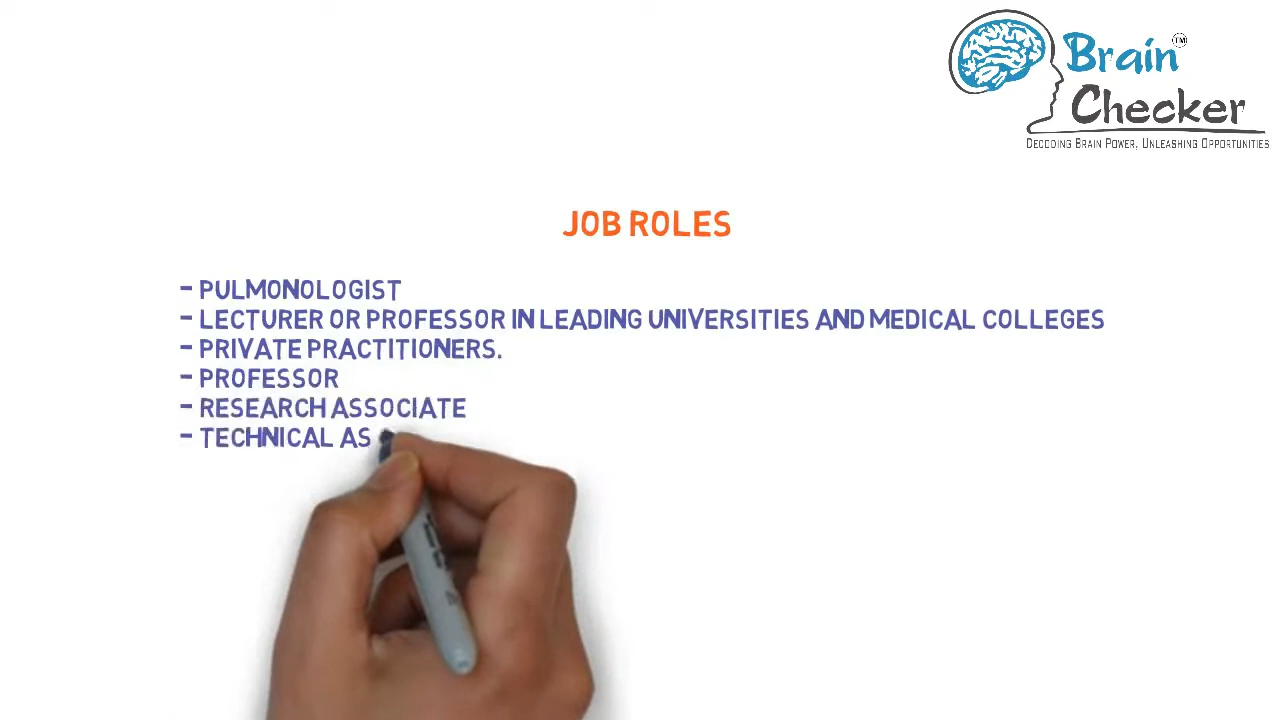 Brain TM
Checker
DECODING BRAIN POWER, UNLEASHING OPPORTUNITIES
JOB ROLES
- PULMONOLOGIST
- LECTURER OR PROFESSOR IN LEADING UNIVERSITIES AND MEDICAL COLLEGES
- PRIVATE PRACTITIONERS.
- PROFESSOR
- RESEARCH ASSOCIATE
- TECHNICAL AS